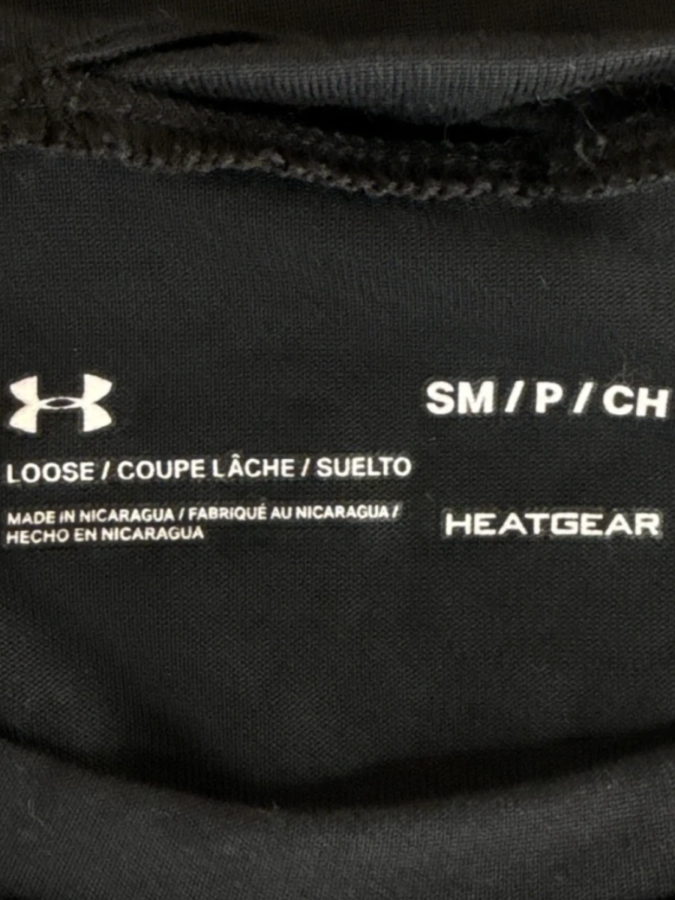 SM / P / CH
LOOSE / COUPE LÂCHE / SUELTO
MADE IN NICARAGUA / FABRIQUÉ AU NICARAGUA /
HECHO EN NICARAGUA
HEATGEAR